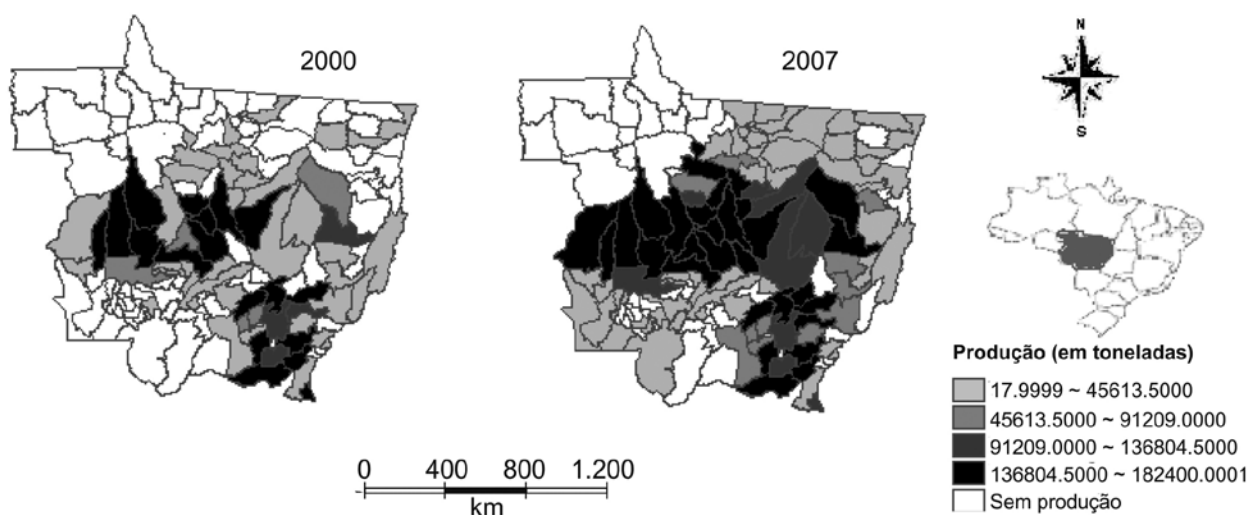 2000
2007
N
S
0 400 800 1.200
km
Produção (em toneladas)
17.9999 ~ 45613.5000
45613.5000 ~ 91209.0000
91209.0000 ~ 136804.5000
136804.5000 ~ 182400.0001
Sem produção